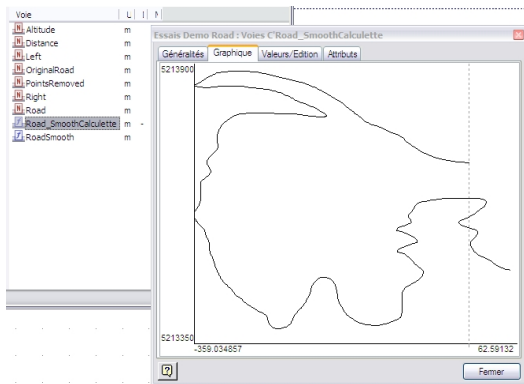 Voie L I
Altitude m
Distance m
Left m
OriginalRoad m
PointsRemoved m
Right m
Road m
Road_SmoothCalculette m -
RoadSmooth m
Essais Demo Road : Voies C'Road_SmoothCalculette
Généralités Graphique Valeurs/Edition Attributs
5213900
5213350
-359.034857 62.59132
Fermer